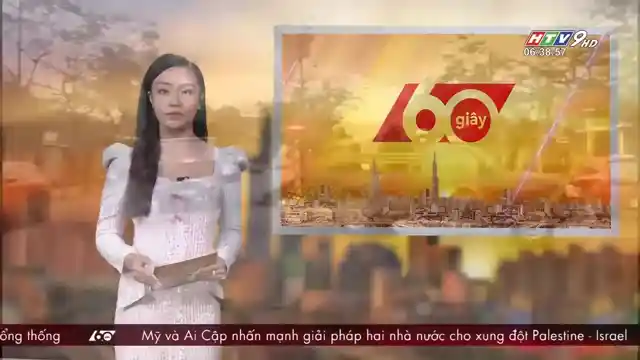 HTV9 HD
06:38:57
60 giây
ổng thống 60 Mỹ và Ai Cập nhấn mạnh giải pháp hai nhà nước cho xung đột Palestine - Israel